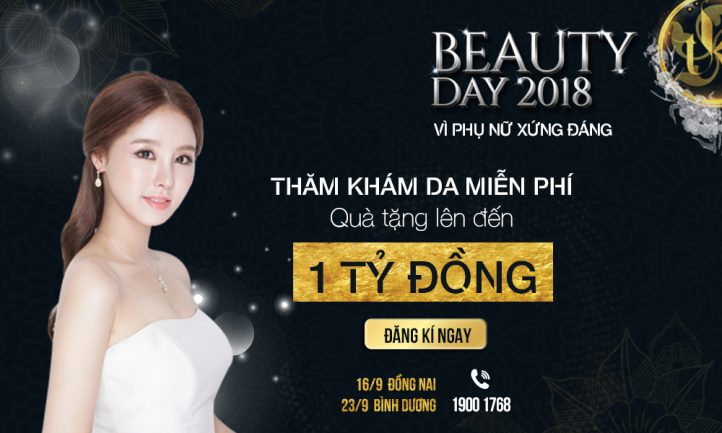 BEAUTY
DAY 2018
VÌ PHỤ NỮ XỨNG ĐÁNG
THĂM KHÁM DA MIỄN PHÍ
Quà tặng lên đến
1 TỶ ĐỒNG
ĐĂNG KÍ NGAY
16/9 ĐỒNG NAI
23/9 BÌNH DƯƠNG
1900 1768